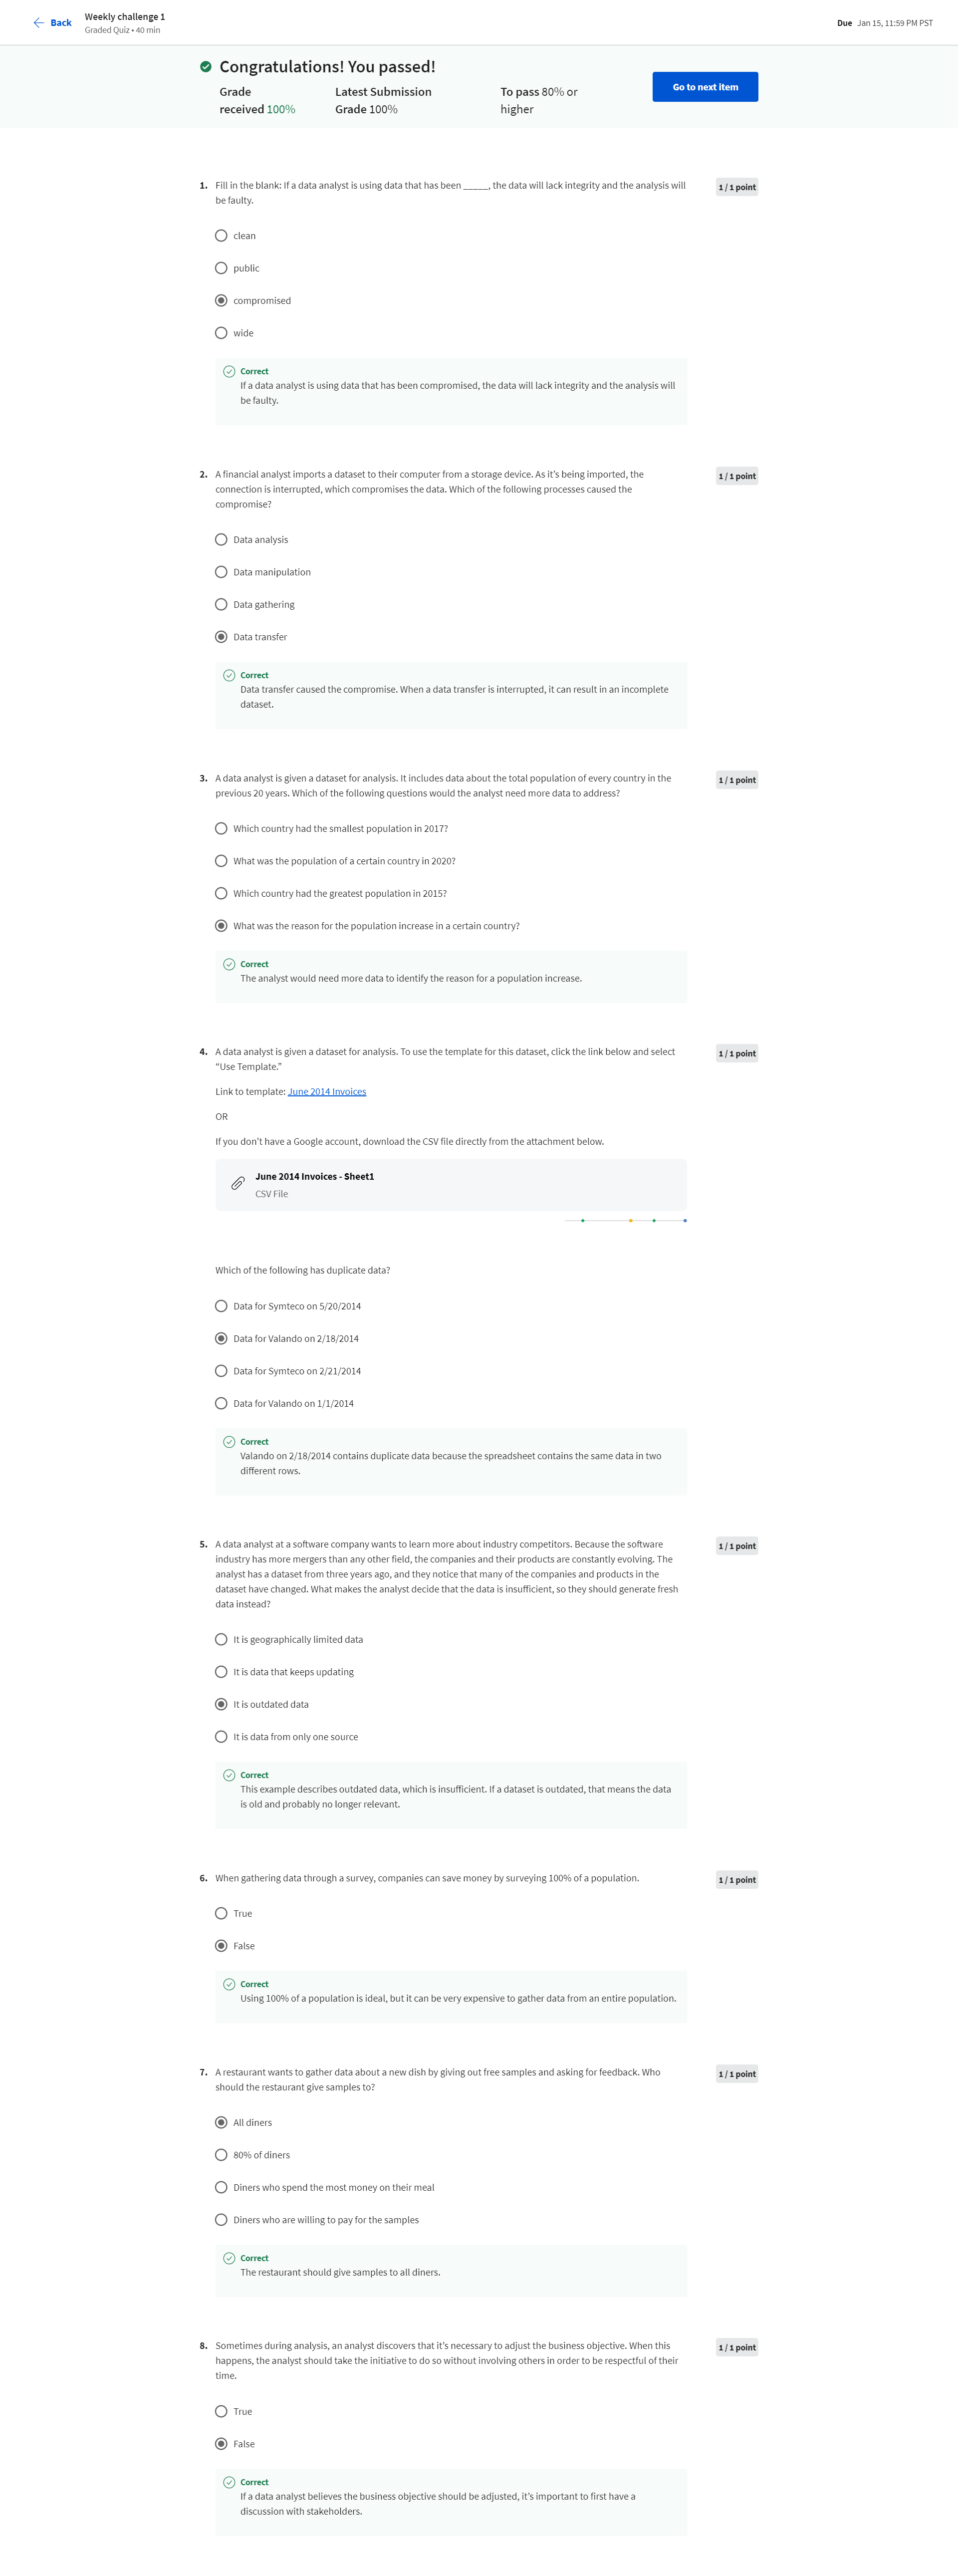 Back
Weekly challenge 1
Graded Quiz • 40 min
Due Jan 15, 11:59 PM PST
Congratulations! You passed!
Grade
received 100%
Latest Submission
Grade 100%
To pass 80% or
higher
Go to next item
1. Fill in the blank: If a data analyst is using data that has been _____, the data will lack integrity and the analysis will
be faulty.
1 / 1 point
clean
public
compromised
wide
Correct
If a data analyst is using data that has been compromised, the data will lack integrity and the analysis will
be faulty.
2. A financial analyst imports a dataset to their computer from a storage device. As it’s being imported, the
connection is interrupted, which compromises the data. Which of the following processes caused the
compromise?
1 / 1 point
Data analysis
Data manipulation
Data gathering
Data transfer
Correct
Data transfer caused the compromise. When a data transfer is interrupted, it can result in an incomplete
dataset.
3. A data analyst is given a dataset for analysis. It includes data about the total population of every country in the
previous 20 years. Which of the following questions would the analyst need more data to address?
1 / 1 point
Which country had the smallest population in 2017?
What was the population of a certain country in 2020?
Which country had the greatest population in 2015?
What was the reason for the population increase in a certain country?
Correct
The analyst would need more data to identify the reason for a population increase.
4. A data analyst is given a dataset for analysis. To use the template for this dataset, click the link below and select
“Use Template.”
1 / 1 point
Link to template: June 2014 Invoices
OR
If you don’t have a Google account, download the CSV file directly from the attachment below.
June 2014 Invoices - Sheet1
CSV File
Which of the following has duplicate data?
Data for Symteco on 5/20/2014
Data for Valando on 2/18/2014
Data for Symteco on 2/21/2014
Data for Valando on 1/1/2014
Correct
Valando on 2/18/2014 contains duplicate data because the spreadsheet contains the same data in two
different rows.
5. A data analyst at a software company wants to learn more about industry competitors. Because the software
industry has more mergers than any other field, the companies and their products are constantly evolving. The
analyst has a dataset from three years ago, and they notice that many of the companies and products in the
dataset have changed. What makes the analyst decide that the data is insufficient, so they should generate fresh
data instead?
1 / 1 point
It is geographically limited data
It is data that keeps updating
It is outdated data
It is data from only one source
Correct
This example describes outdated data, which is insufficient. If a dataset is outdated, that means the data
is old and probably no longer relevant.
6. When gathering data through a survey, companies can save money by surveying 100% of a population.
1 / 1 point
True
False
Correct
Using 100% of a population is ideal, but it can be very expensive to gather data from an entire population.
7. A restaurant wants to gather data about a new dish by giving out free samples and asking for feedback. Who
should the restaurant give samples to?
1 / 1 point
All diners
80% of diners
Diners who spend the most money on their meal
Diners who are willing to pay for the samples
Correct
The restaurant should give samples to all diners.
8. Sometimes during analysis, an analyst discovers that it’s necessary to adjust the business objective. When this
happens, the analyst should take the initiative to do so without involving others in order to be respectful of their
time.
1 / 1 point
True
False
Correct
If a data analyst believes the business objective should be adjusted, it’s important to first have a
discussion with stakeholders.